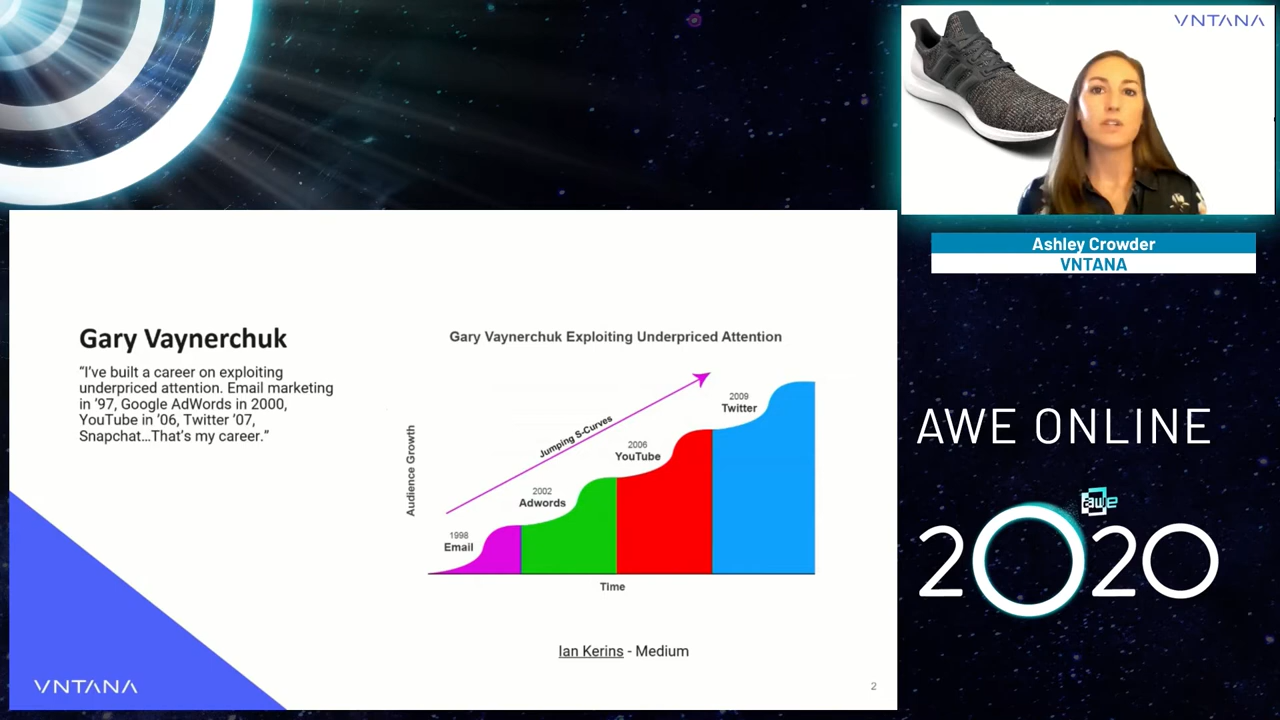 VNTANA
Ashley Crowder
VNTANA
Gary Vaynerchuk
“I’ve built a career on exploiting
underpriced attention. Email marketing
in ’97, Google AdWords in 2000,
YouTube in ’06, Twitter ’07,
Snapchat…That’s my career.”
Gary Vaynerchuk Exploiting Underpriced Attention
Audience Growth
Jumping S-Curves
1998
Email
2002
Adwords
2006
YouTube
2009
Twitter
Time
Ian Kerins - Medium
VNTANA
2
AWE ONLINE
awe
2020